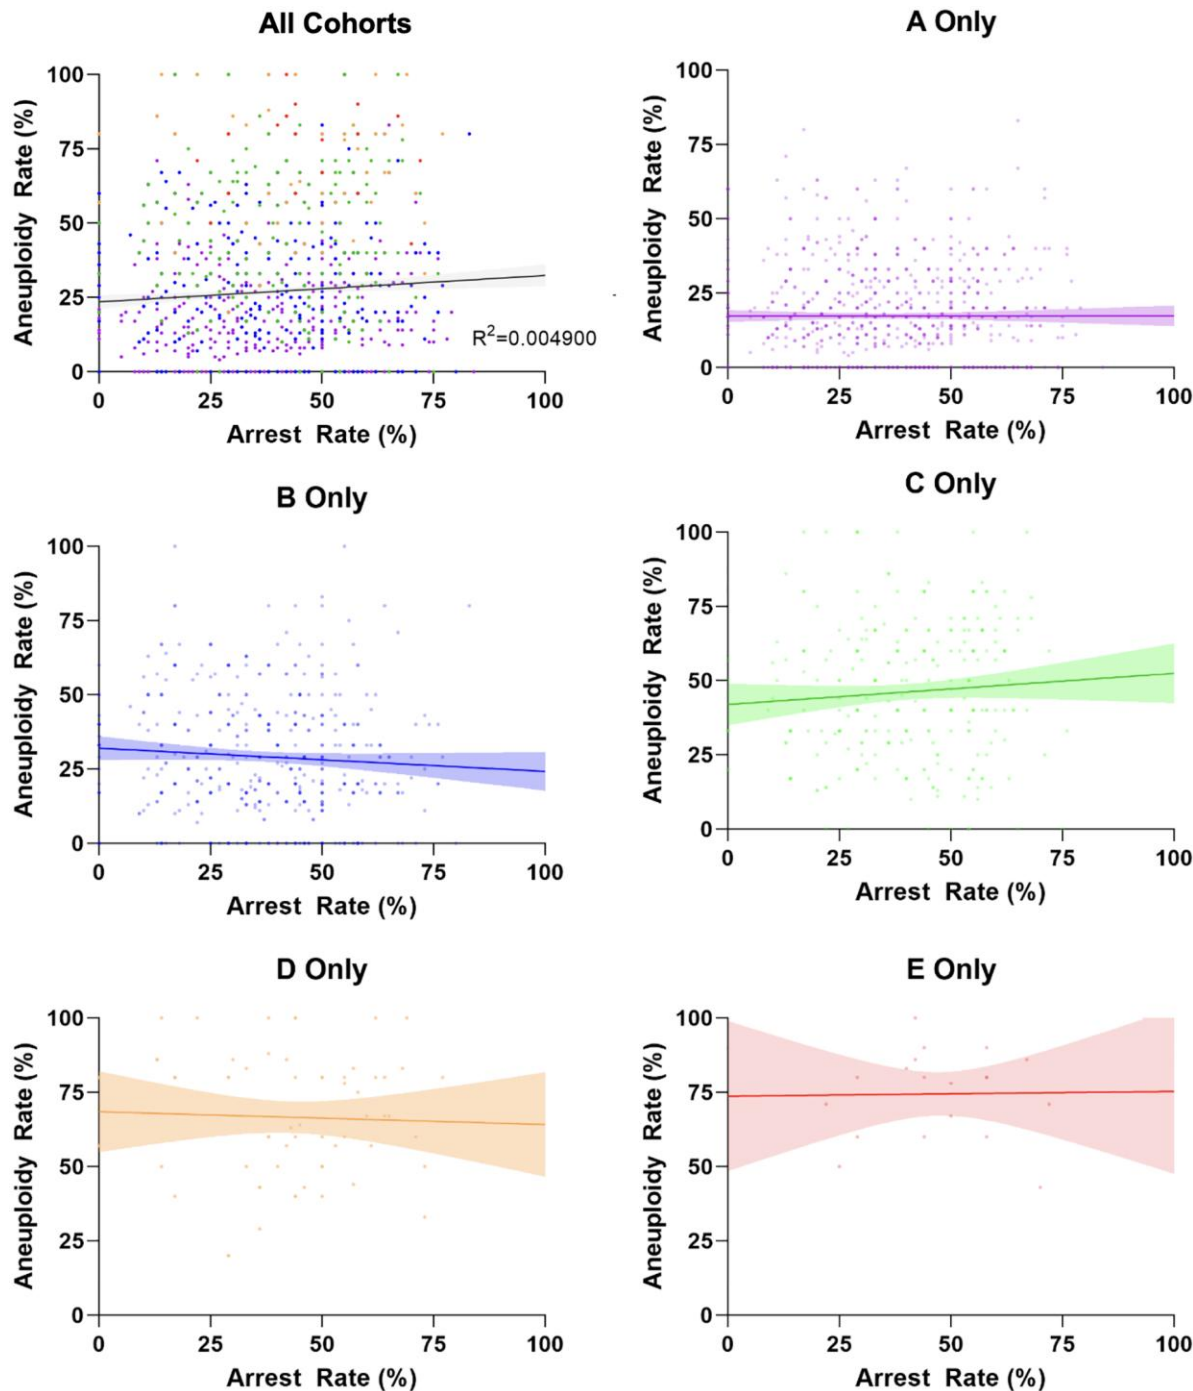 All Cohorts
Aneuploidy Rate (%)
100
75
50
25
0
R²=0.004900
0 25 50 75 100
Arrest Rate (%)
A Only
Aneuploidy Rate (%)
100
75
50
25
0
0 25 50 75 100
Arrest Rate (%)
B Only
Aneuploidy Rate (%)
100
75
50
25
0
0 25 50 75 100
Arrest Rate (%)
C Only
Aneuploidy Rate (%)
100
75
50
25
0
0 25 50 75 100
Arrest Rate (%)
D Only
Aneuploidy Rate (%)
100
75
50
25
0
0 25 50 75 100
Arrest Rate (%)
E Only
Aneuploidy Rate (%)
100
75
50
25
0
0 25 50 75 100
Arrest Rate (%)